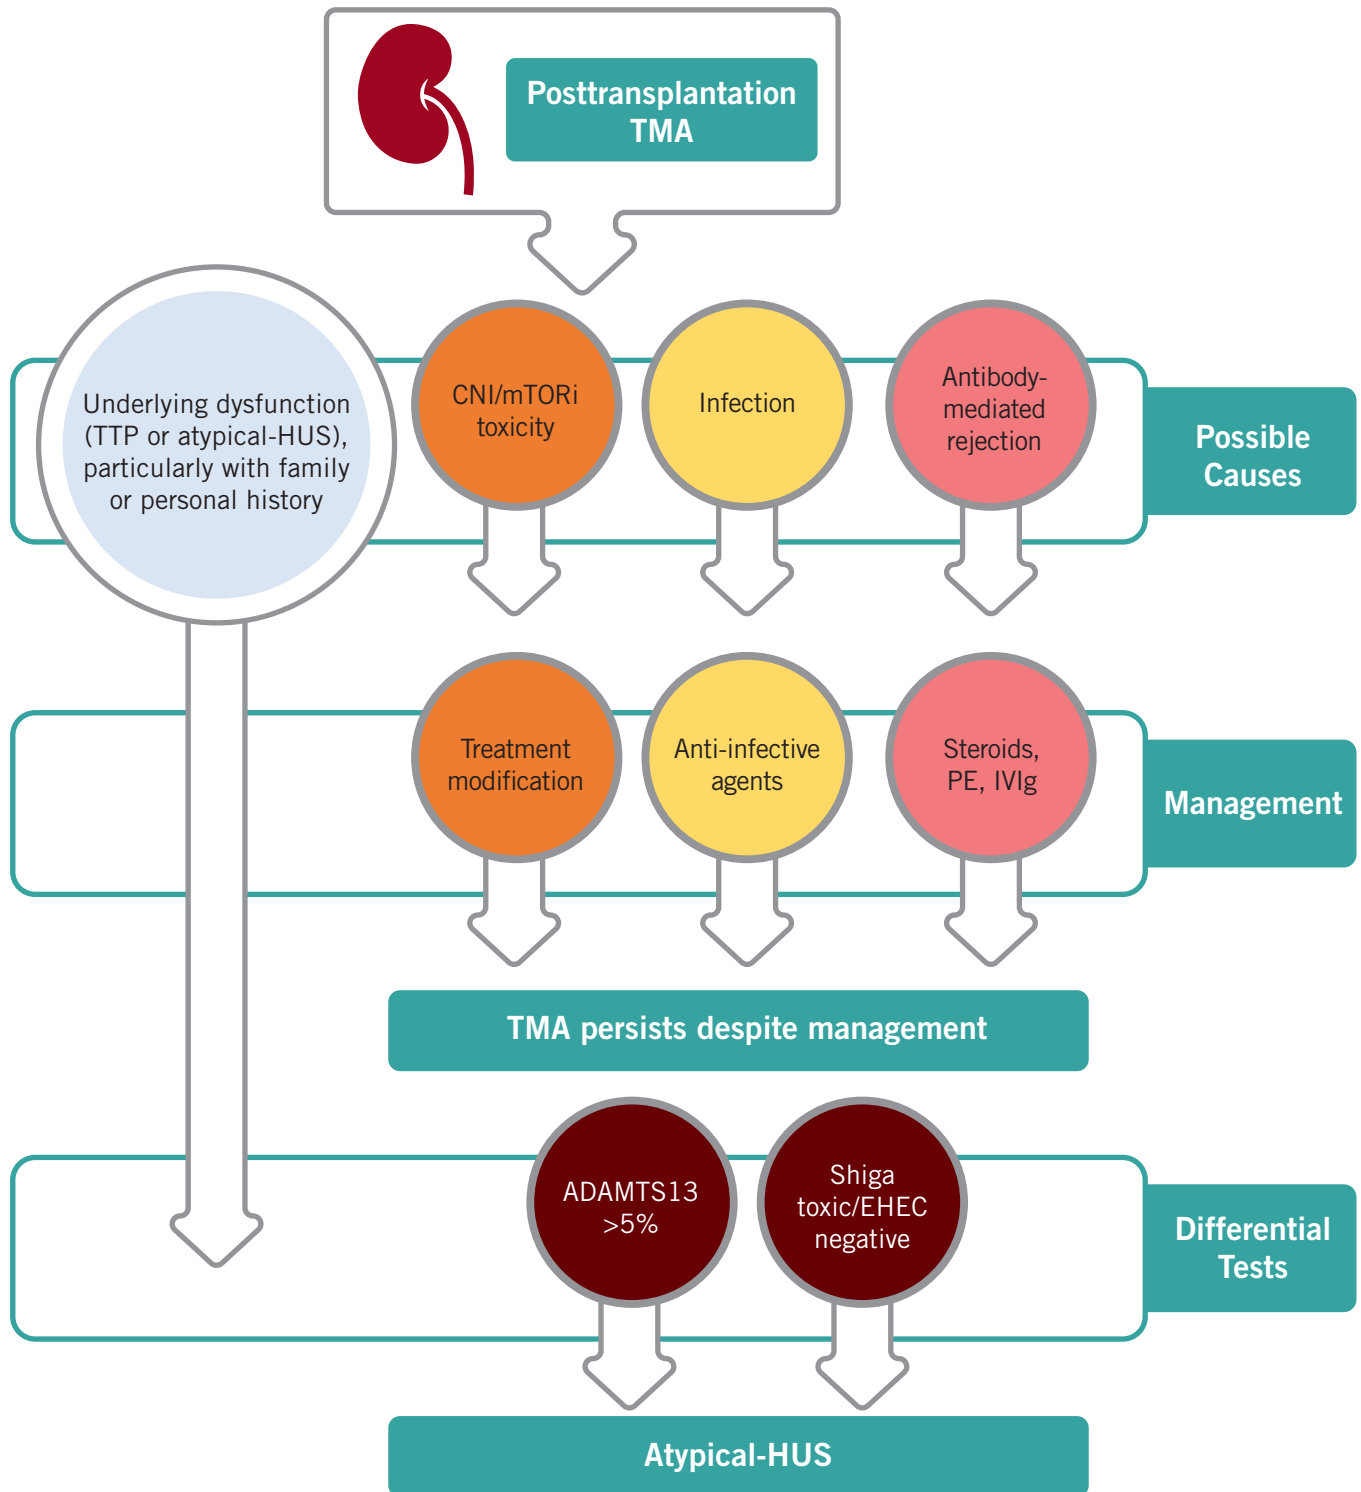 Posttransplantation
TMA
Underlying dysfunction
(TTP or atypical-HUS),
particularly with family
or personal history
CNI/mTORi
toxicity
Infection
Antibody-
mediated
rejection
Possible
Causes
Treatment
modification
Anti-infective
agents
Steroids,
PE, IVIg
Management
TMA persists despite management
ADAMTS13
>5%
Shiga
toxic/EHEC
negative
Differential
Tests
Atypical-HUS